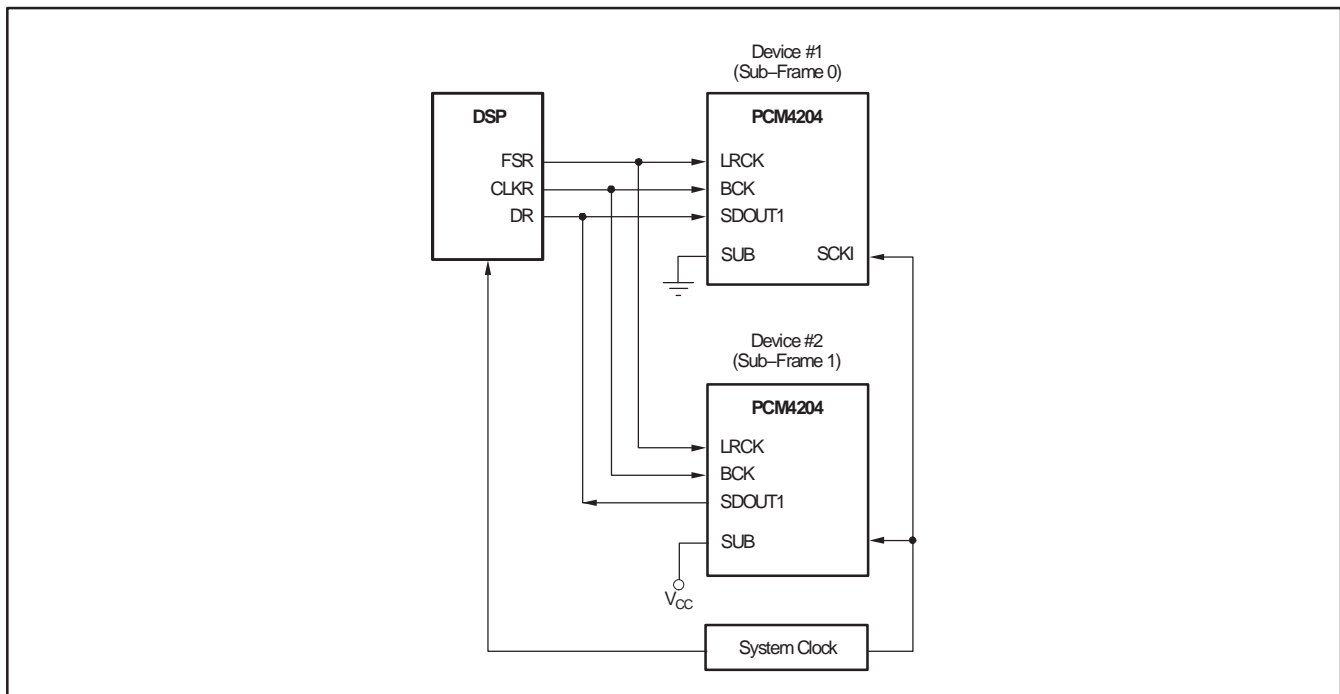 Device #1
(Sub–Frame 0)
DSP
FSR
CLKR
DR
PCM4204
LRCK
BCK
SDOUT1
SUB
SCKI
Device #2
(Sub–Frame 1)
PCM4204
LRCK
BCK
SDOUT1
SUB
VCC
System Clock